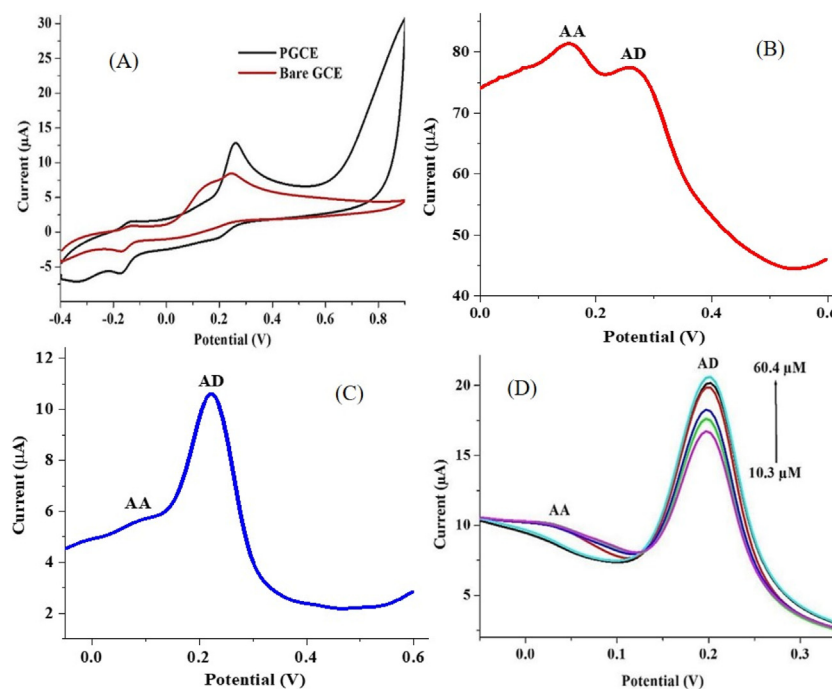 (A)
PGCE
Bare GCE
30
25
20
15
10
5
0
-5
-0.4 -0.2 0.0 0.2 0.4 0.6 0.8
Current (µA)
Potential (V)
(B)
AA
AD
80
70
60
50
40
0.0 0.2 0.4 0.6
Current (µA)
Potential (V)
(C)
AD
AA
12
10
8
6
4
2
0.0 0.2 0.4 0.6
Current (µA)
Potential (V)
(D)
AD
60.4 µM
10.3 µM
AA
20
15
10
5
0.0 0.1 0.2 0.3
Current (µA)
Potential (V)